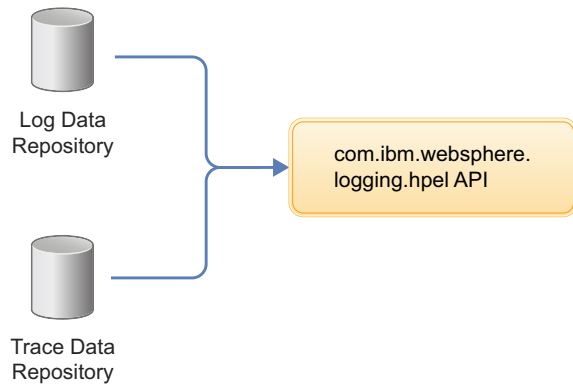 Log Data
Repository
com.ibm.websphere.
logging.hpel API
Trace Data
Repository